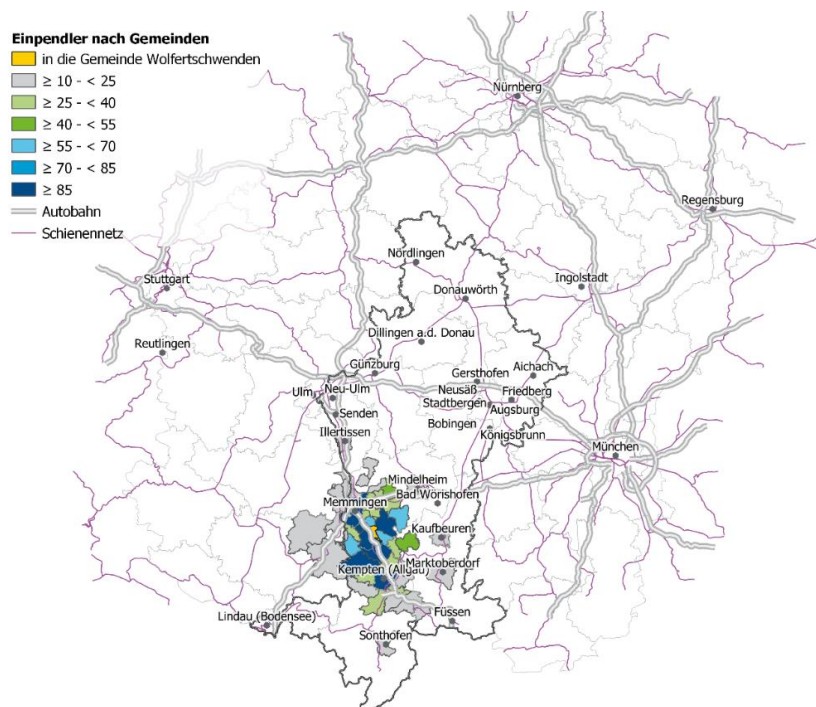 Einpendler nach Gemeinden
in die Gemeinde Wolfertschwenden
≥ 10 - < 25
≥ 25 - < 40
≥ 40 - < 55
≥ 55 - < 70
≥ 70 - < 85
≥ 85
Autobahn
Schienennetz
Nürnberg
Regensburg
Nördlingen
Stuttgart
Ingolstadt
Donauwörth
Dillingen a.d. Donau
Reutlingen
Günzburg
Aichach
Gersthofen
Ulm
Neu-Ulm
Neusäß
Friedberg
Stadtbergen
Augsburg
Senden
Bobingen
Königsbrunn
Illertissen
München
Mindelheim
Bad Wörishofen
Memmingen
Kaufbeuren
Marktoberdorf
Kempten (Allgäu)
Lindau (Bodensee)
Füssen
Sonthofen